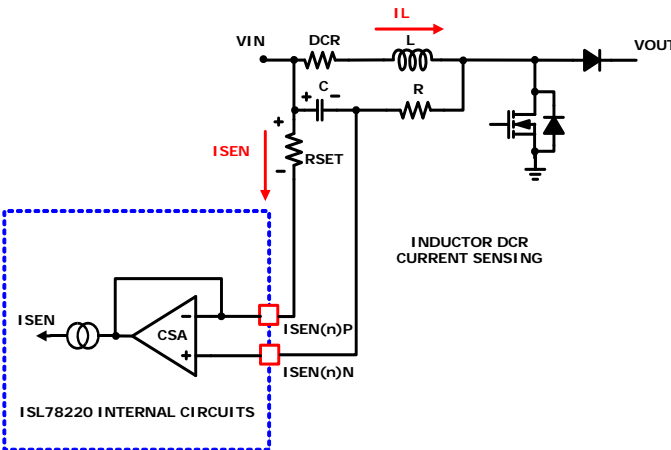 IL
VIN
DCR
L
VOUT
C
R
+
−
+
ISEN
RSET
−
INDUCTOR DCR
CURRENT SENSING
ISEN
−
CSA
+
ISEN(n)P
ISEN(n)N
ISL78220 INTERNAL CIRCUITS